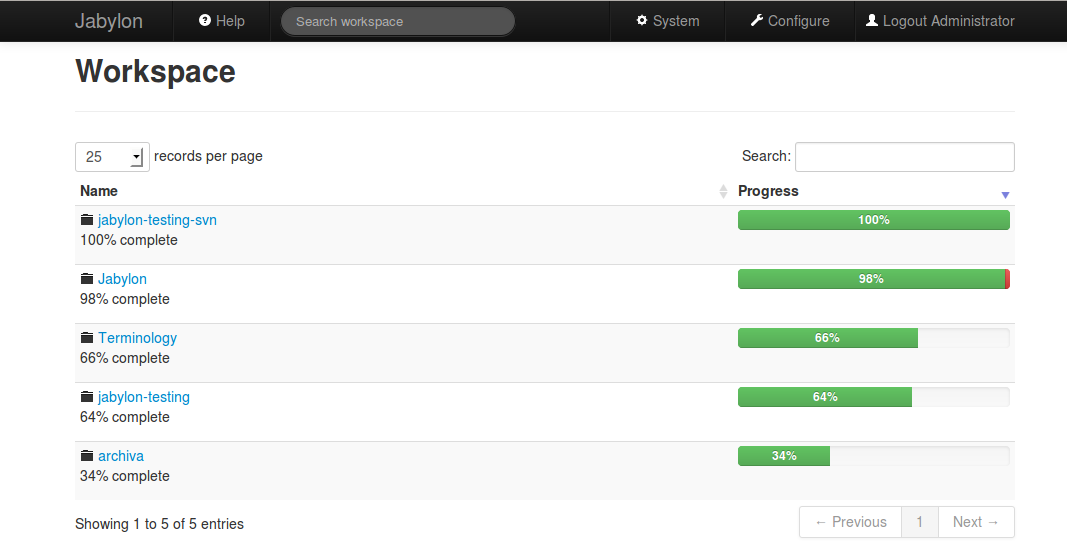 Jabylon Help Search workspace System Configure Logout Administrator
Workspace
25 records per page Search:
Name Progress
jabylon-testing-svn 100%
100% complete
Jabylon 98%
98% complete
Terminology 66%
66% complete
jabylon-testing 64%
64% complete
archiva 34%
34% complete
Showing 1 to 5 of 5 entries ← Previous 1 Next →